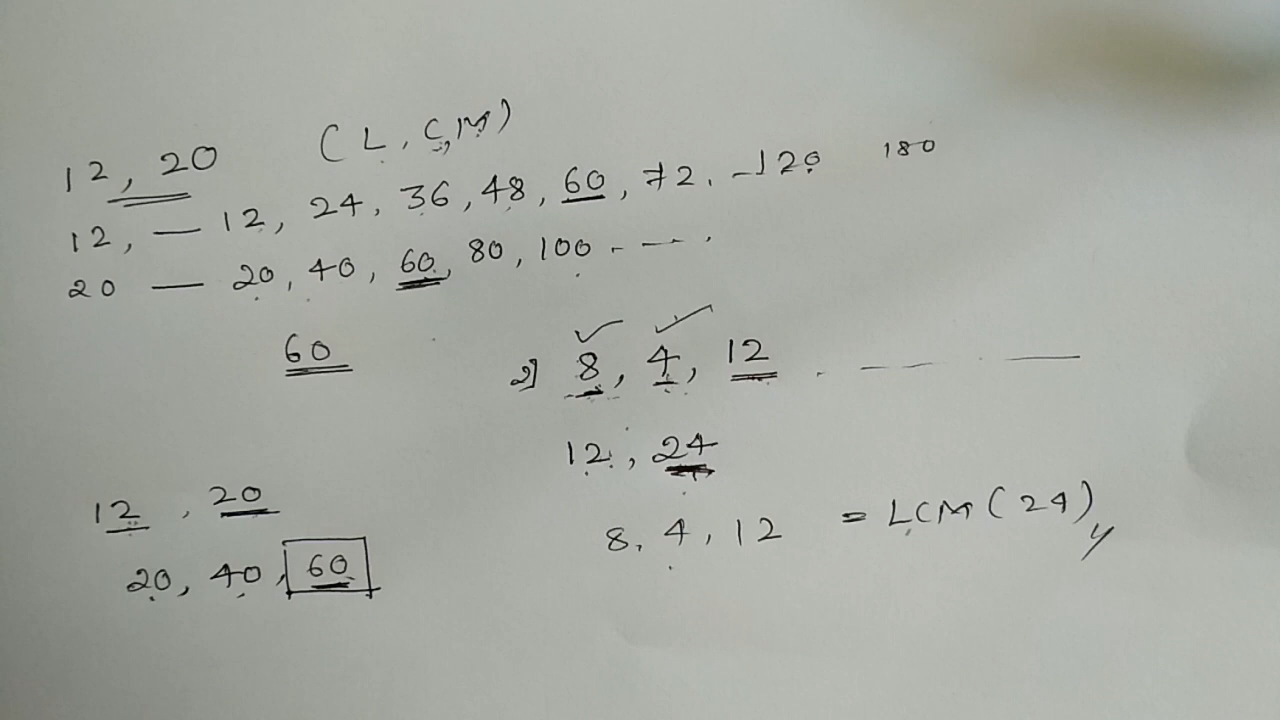 12, 20 (L.C.M)
12, — 12, 24, 36, 48, 60, 72. -120 180
20 — 20, 40, 60, 80, 100 - --- .
60
2] 8, 4, 12 . — — —
12, 24
8, 4, 12 = LCM (24)
12, 20
20, 40, 60